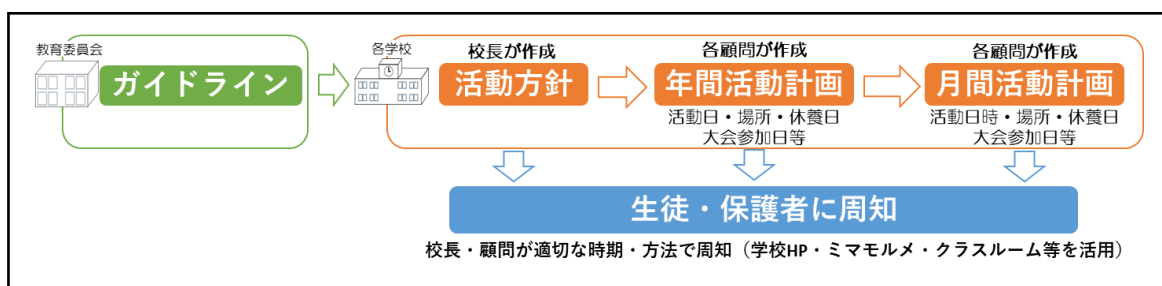 教育委員会
ガイドライン
各学校
校長が作成
活動方針
各顧問が作成
年間活動計画
活動日・場所・休養日
大会参加日等
各顧問が作成
月間活動計画
活動日時・場所・休養日
大会参加日等
生徒・保護者に周知
校長・顧問が適切な時期・方法で周知（学校HP・ミマモルメ・クラスルーム等を活用）